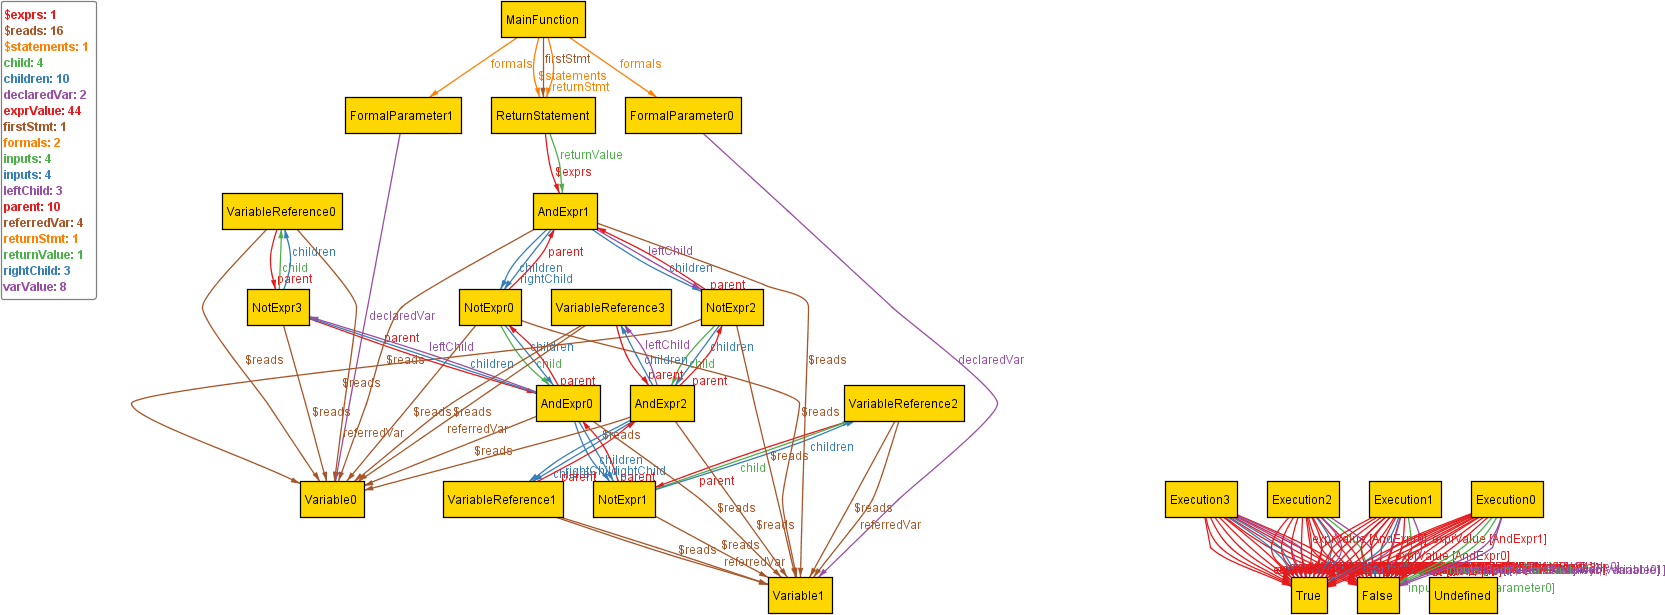 $exprs: 1
$reads: 16
$statements: 1
child: 4
children: 10
declaredVar: 2
exprValue: 44
firstStmt: 1
formals: 2
inputs: 4
inputs: 4
leftChild: 3
parent: 10
referredVar: 4
returnStmt: 1
returnValue: 1
rightChild: 3
varValue: 8
MainFunction
formals
firstStmt
$statements
returnStmt
formals
FormalParameter1
ReturnStatement
FormalParameter0
returnValue
$exprs
VariableReference0
AndExpr1
children
child
parent
parent
children
rightChild
leftChild
children
parent
NotExpr3
NotExpr0
VariableReference3
NotExpr2
declaredVar
parent
leftChild
$reads
$reads
children
children
child
parent
leftChild
children
child
parent
children
parent
$reads
declaredVar
$reads
AndExpr0
AndExpr2
VariableReference2
$reads
referredVar
$reads
$reads
referredVar
$reads
$reads
$reads
children
rightChild
rightChild
parent
parent
parent
$reads
child
children
Variable0
VariableReference1
NotExpr1
$reads
$reads
$reads
referredVar
$reads
$reads
referredVar
Variable1
Execution3
Execution2
Execution1
Execution0
exprValue [AndExpr1]
exprValue [AndExpr0]
True
False
Undefined